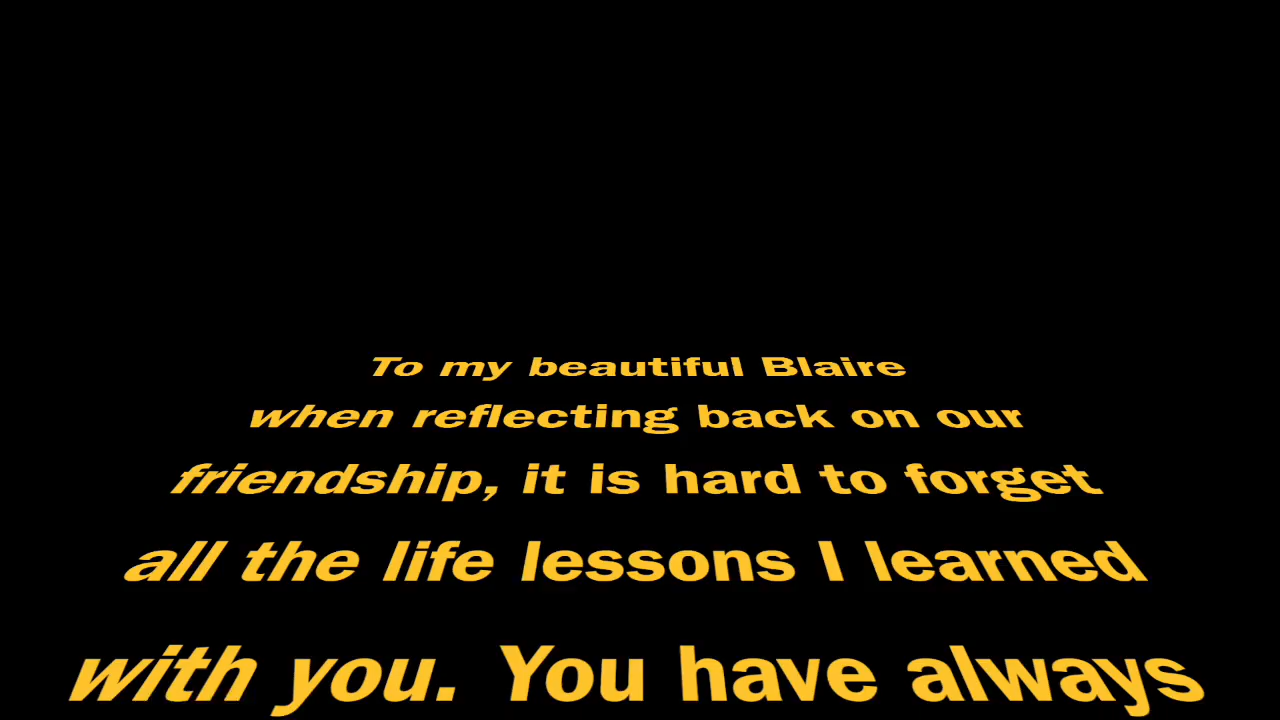 To my beautiful Blaire
when reflecting back on our
friendship, it is hard to forget
all the life lessons I learned
with you. You have always